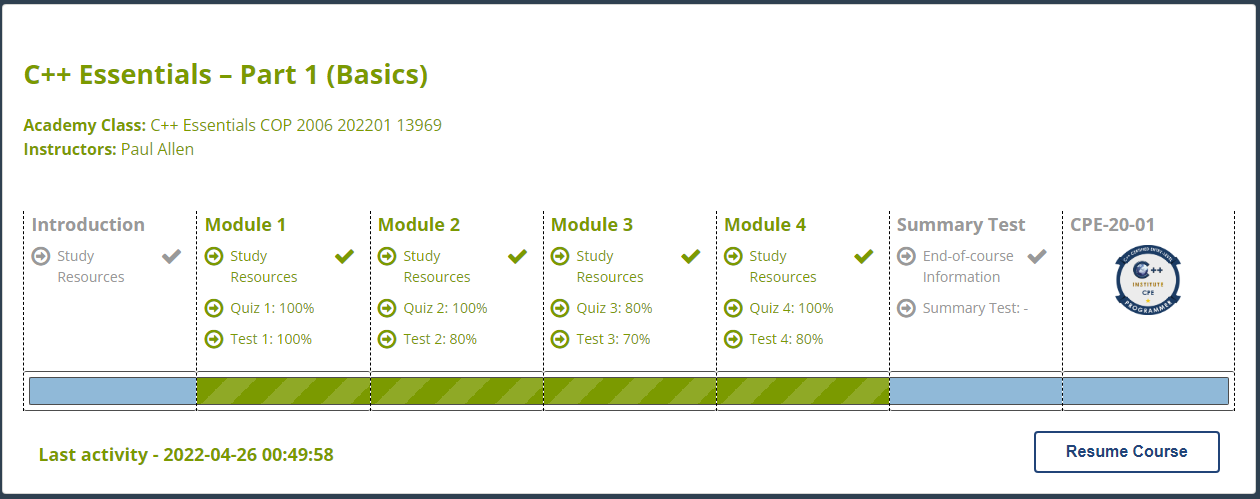 C++ Essentials – Part 1 (Basics)
Academy Class: C++ Essentials COP 2006 202201 13969
Instructors: Paul Allen
Introduction
Study
Resources
Module 1
Study
Resources
Quiz 1: 100%
Test 1: 100%
Module 2
Study
Resources
Quiz 2: 100%
Test 2: 80%
Module 3
Study
Resources
Quiz 3: 80%
Test 3: 70%
Module 4
Study
Resources
Quiz 4: 100%
Test 4: 80%
Summary Test
End-of-course
Information
Summary Test: -
CPE-20-01
C++ CERTIFIED ENTRY-LEVEL
C++
INSTITUTE
CPE
PROGRAMMER
Last activity - 2022-04-26 00:49:58
Resume Course